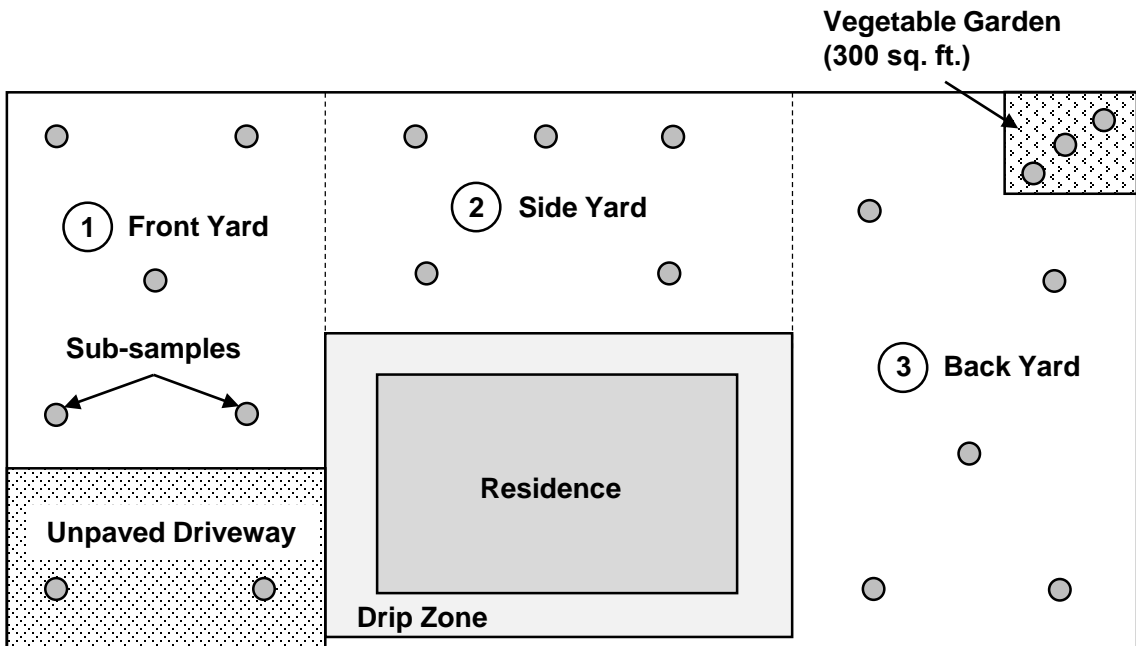 Vegetable Garden
(300 sq. ft.)
1 Front Yard
2 Side Yard
Sub-samples
3 Back Yard
Residence
Unpaved Driveway
Drip Zone